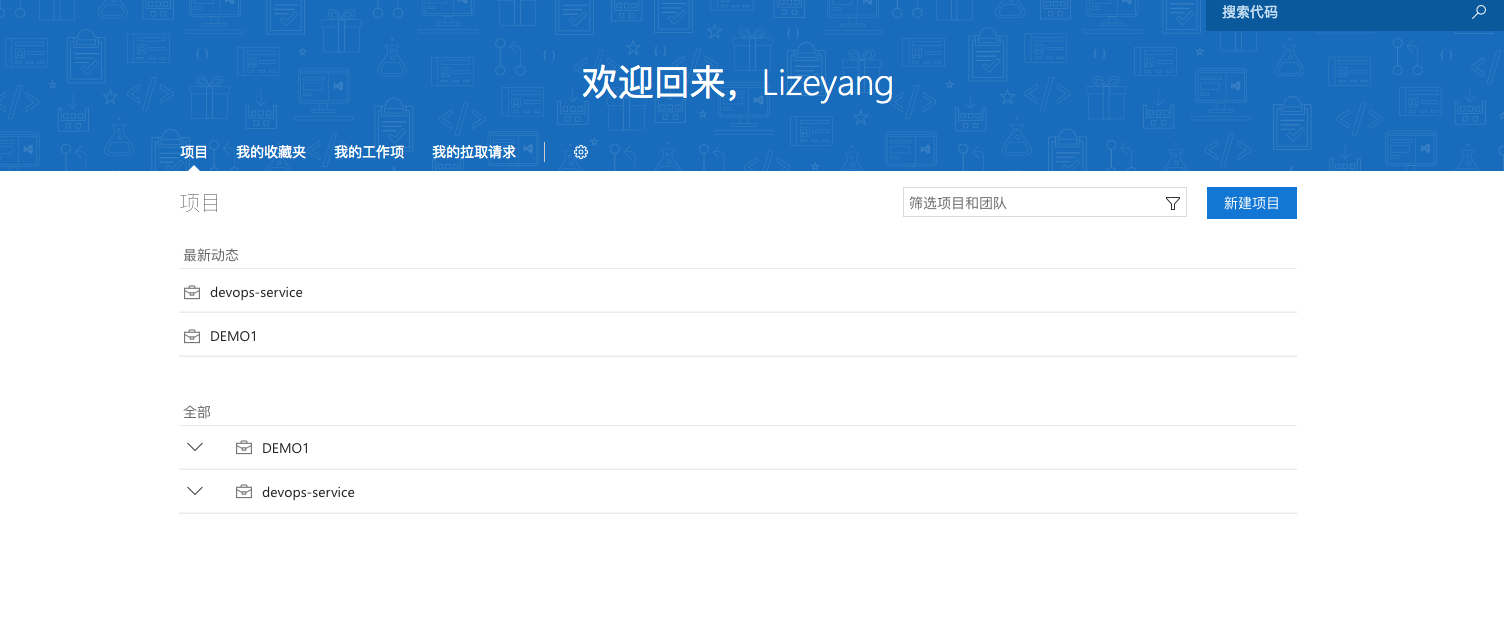 搜索代码
欢迎回来，Lizeyang
项目 我的收藏夹 我的工作项 我的拉取请求
项目
筛选项目和团队
新建项目
最新动态
devops-service
DEMO1
全部
DEMO1
devops-service